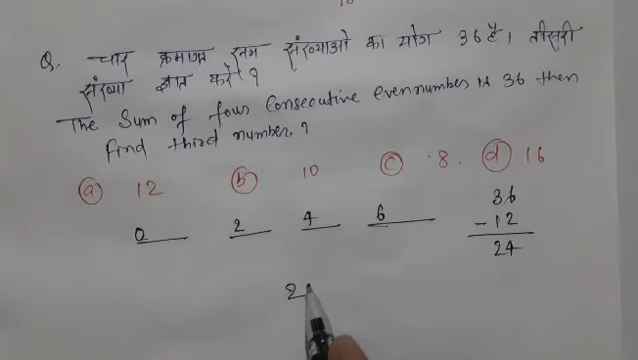 Q. चार क्रमागत सम संख्याओ का योग 36 है। तीसरी
संख्या ज्ञात करे ?
The Sum of four Consecutive even number is 36 then
find third number. ?
(a) 12 (b) 10 (c) 8. (d) 16
0 2 4 6
36
- 12
24
2